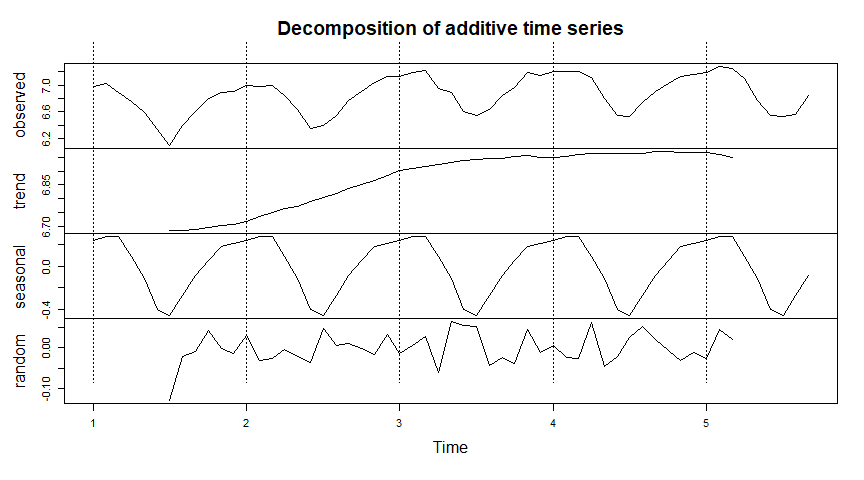 Decomposition of additive time series
observed
7.0
6.6
6.2
trend
6.85
6.70
seasonal
0.0
-0.4
random
0.00
-0.10
1 2 3 4 5
Time